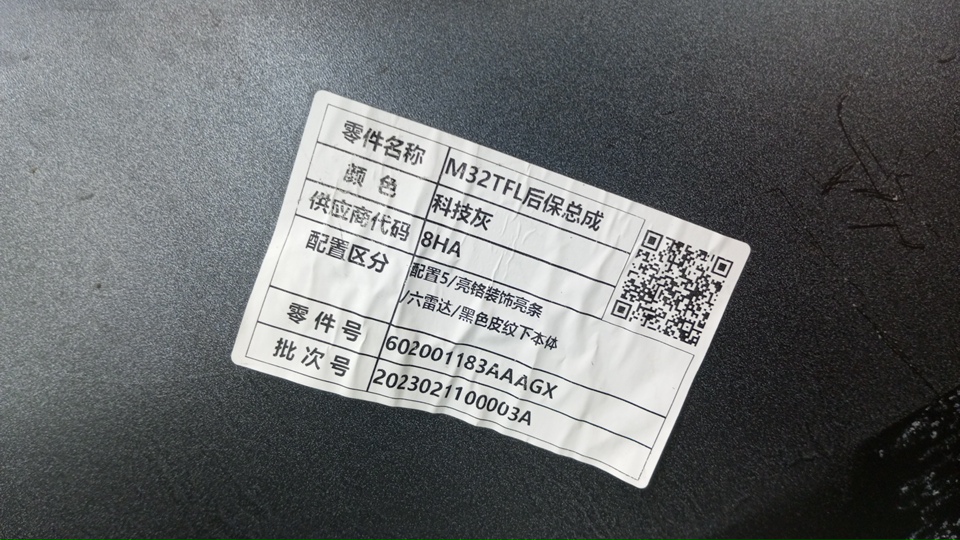 零件名称 M32TFL后保总成
颜色 科技灰
供应商代码 8HA
配置区分 配置5/亮铬装饰亮条
/六雷达/黑色皮纹下本体
零件号 602001183AAAGX
批次号 2023021100003A